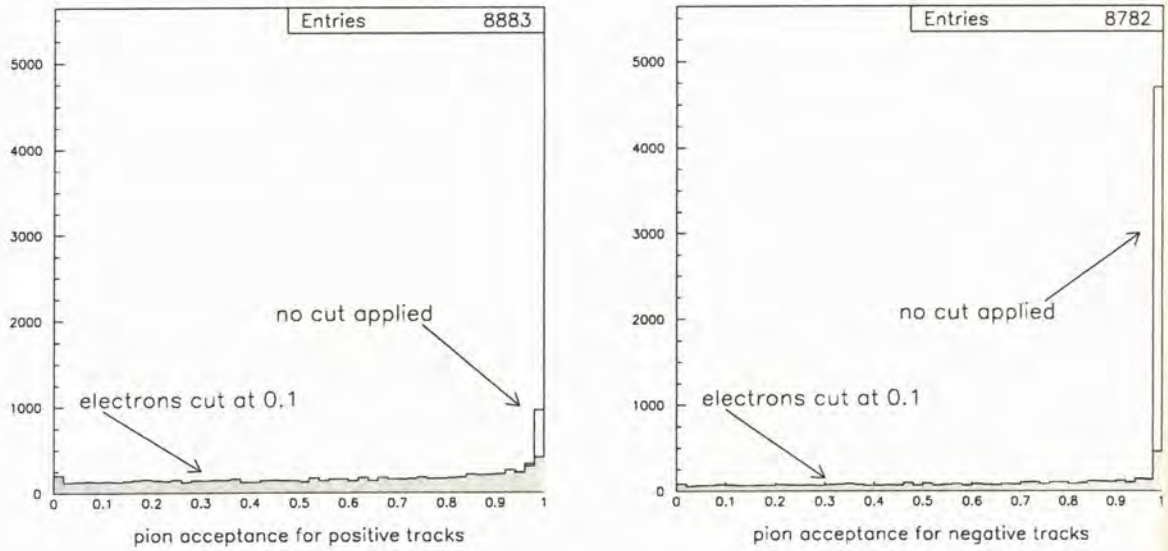 Entries 8883
5000
4000
3000
2000
1000
0
no cut applied
electrons cut at 0.1
0 0.1 0.2 0.3 0.4 0.5 0.6 0.7 0.8 0.9 1
pion acceptance for positive tracks
Entries 8782
5000
4000
3000
2000
1000
0
no cut applied
electrons cut at 0.1
0 0.1 0.2 0.3 0.4 0.5 0.6 0.7 0.8 0.9 1
pion acceptance for negative tracks